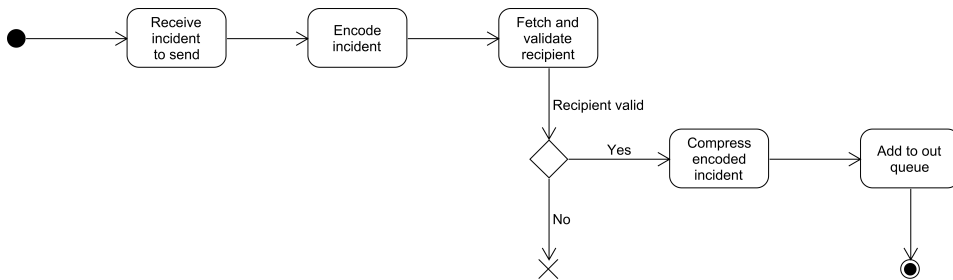 Receive
incident
to send
Encode
incident
Fetch and
validate
recipient
Recipient valid
Yes
Compress
encoded
incident
Add to out
queue
No